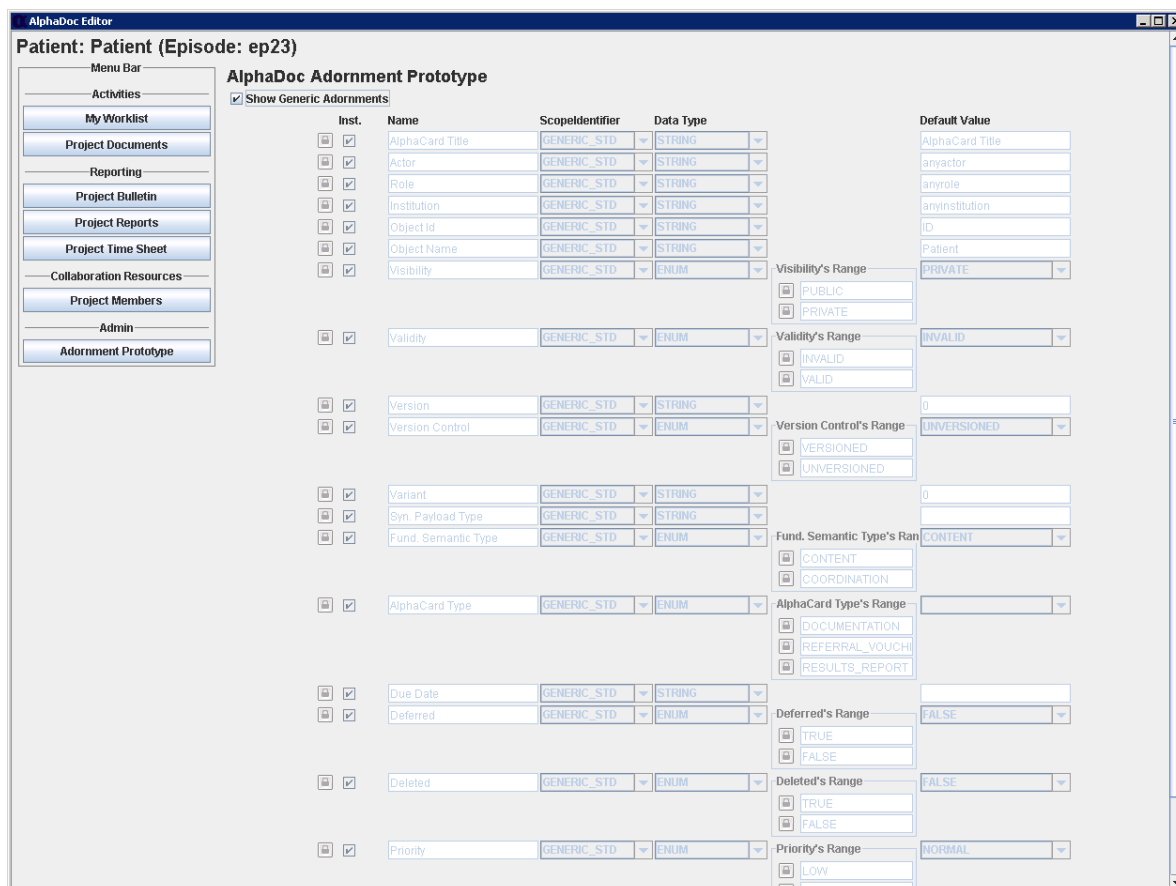 AlphaDoc Editor
Patient: Patient (Episode: ep23)
Menu Bar
Activities
My Worklist
Project Documents
Reporting
Project Bulletin
Project Reports
Project Time Sheet
Collaboration Resources
Project Members
Admin
Adornment Prototype
AlphaDoc Adornment Prototype
Show Generic Adornments
Inst. Name ScopeIdentifier Data Type Default Value
AlphaCard Title GENERIC_STD STRING AlphaCard Title
Actor GENERIC_STD STRING anyactor
Role GENERIC_STD STRING anyrole
Institution GENERIC_STD STRING anyinstitution
Object Id GENERIC_STD STRING ID
Object Name GENERIC_STD STRING Patient
Visibility GENERIC_STD ENUM Visibility's Range PRIVATE
PUBLIC
PRIVATE
Validity GENERIC_STD ENUM Validity's Range INVALID
INVALID
VALID
Version GENERIC_STD STRING 0
Version Control GENERIC_STD ENUM Version Control's Range UNVERSIONED
VERSIONED
UNVERSIONED
Variant GENERIC_STD STRING 0
Syn. Payload Type GENERIC_STD STRING
Fund. Semantic Type GENERIC_STD ENUM Fund. Semantic Type's Ran CONTENT
CONTENT
COORDINATION
AlphaCard Type GENERIC_STD ENUM AlphaCard Type's Range
DOCUMENTATION
REFERRAL_VOUCHI
RESULTS_REPORT
Due Date GENERIC_STD STRING
Deferred GENERIC_STD ENUM Deferred's Range FALSE
TRUE
FALSE
Deleted GENERIC_STD ENUM Deleted's Range FALSE
TRUE
FALSE
Priority GENERIC_STD ENUM Priority's Range NORMAL
LOW